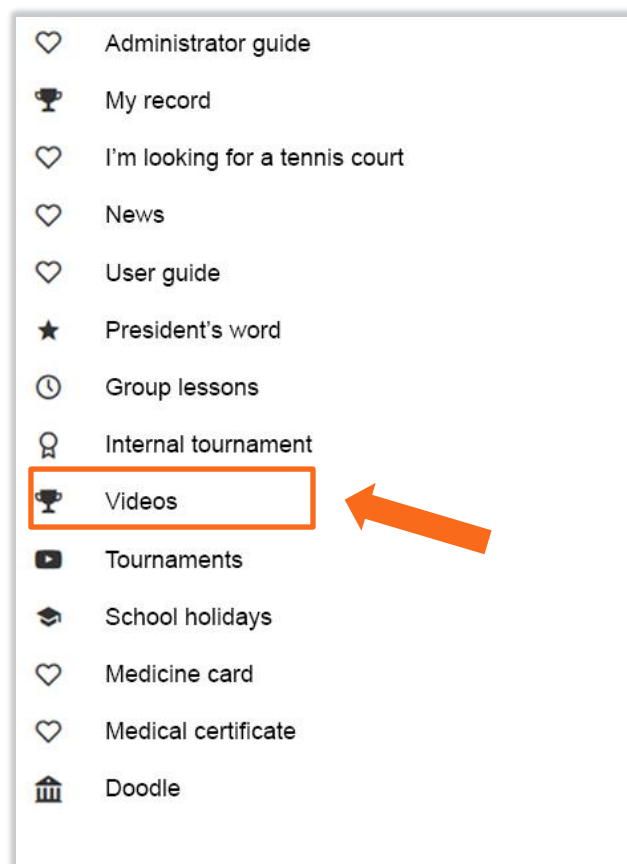 Administrator guide
My record
I'm looking for a tennis court
News
User guide
President's word
Group lessons
Internal tournament
Videos
Tournaments
School holidays
Medicine card
Medical certificate
Doodle